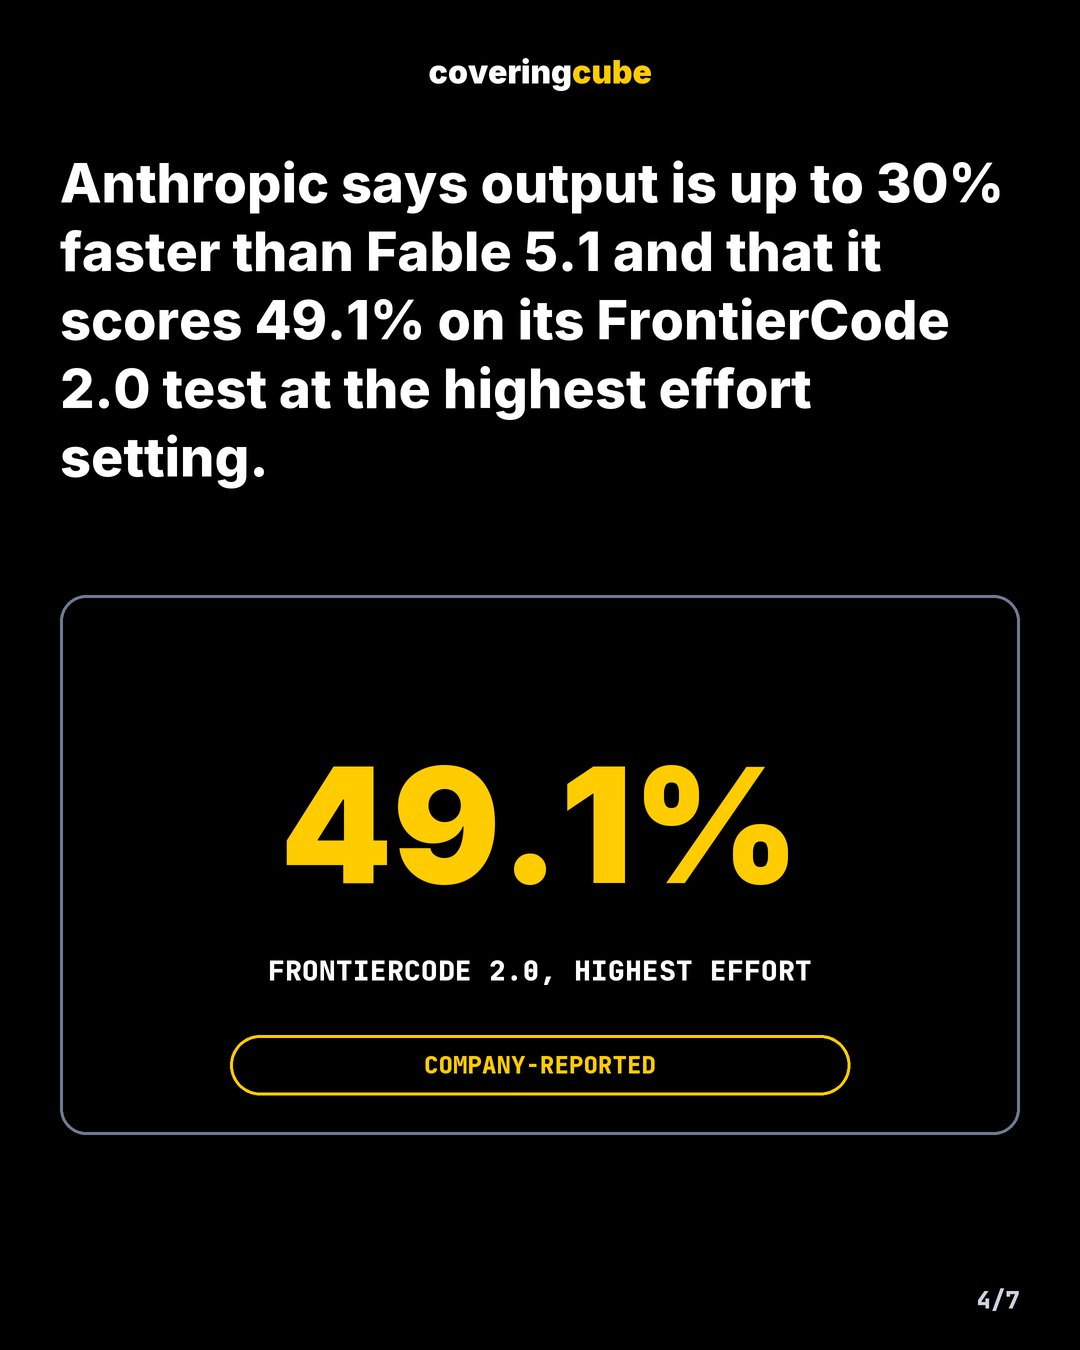 coveringcube
Anthropic says output is up to 30%
faster than Fable 5.1 and that it
scores 49.1% on its FrontierCode
2.0 test at the highest effort
setting.
49.1%
FRONTIERCODE 2.0, HIGHEST EFFORT
COMPANY-REPORTED
4/7